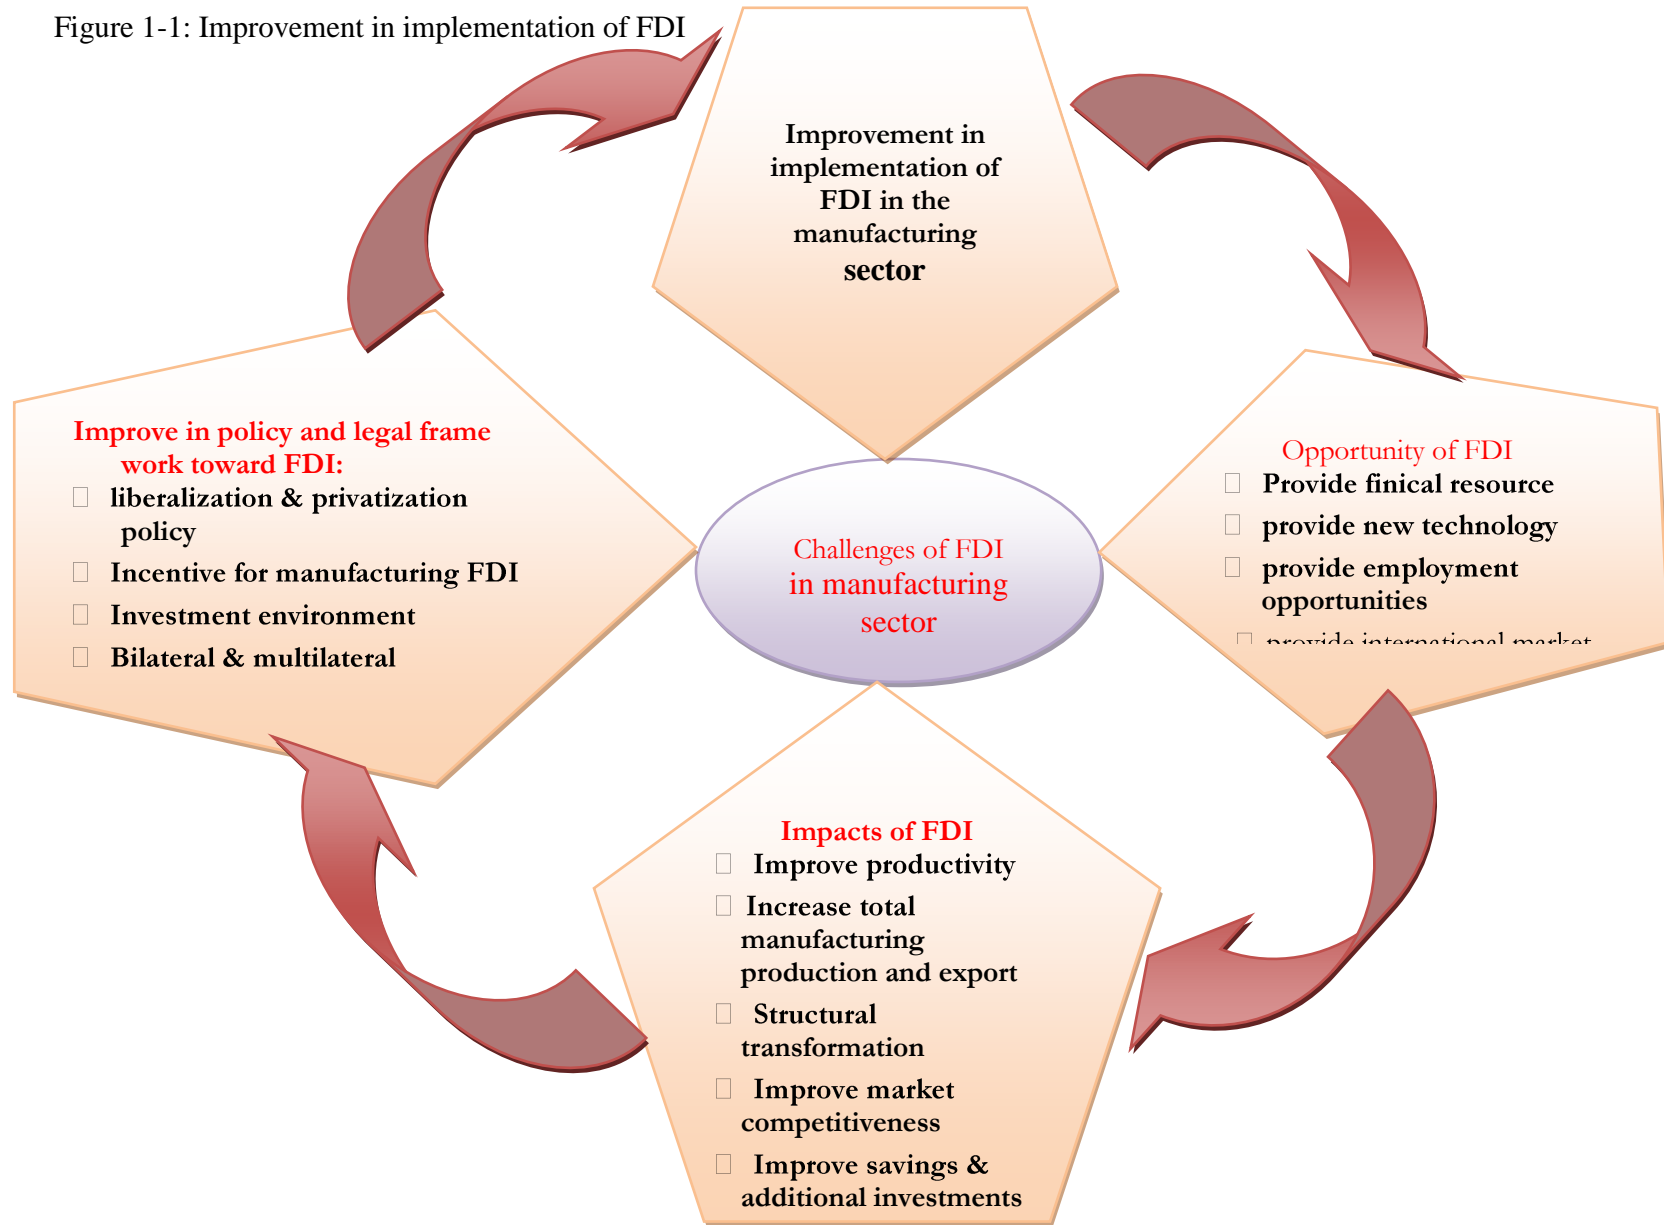 Figure 1-1: Improvement in implementation of FDI
Improvement in
implementation of
FDI in the
manufacturing
sector
Improve in policy and legal frame
work toward FDI:
liberalization & privatization
policy
Incentive for manufacturing FDI
Investment environment
Bilateral & multilateral
Challenges of FDI
in manufacturing
sector
Opportunity of FDI
Provide finical resource
provide new technology
provide employment
opportunities
provide international market
Impacts of FDI
Improve productivity
Increase total
manufacturing
production and export
Structural
transformation
Improve market
competitiveness
Improve savings &
additional investments